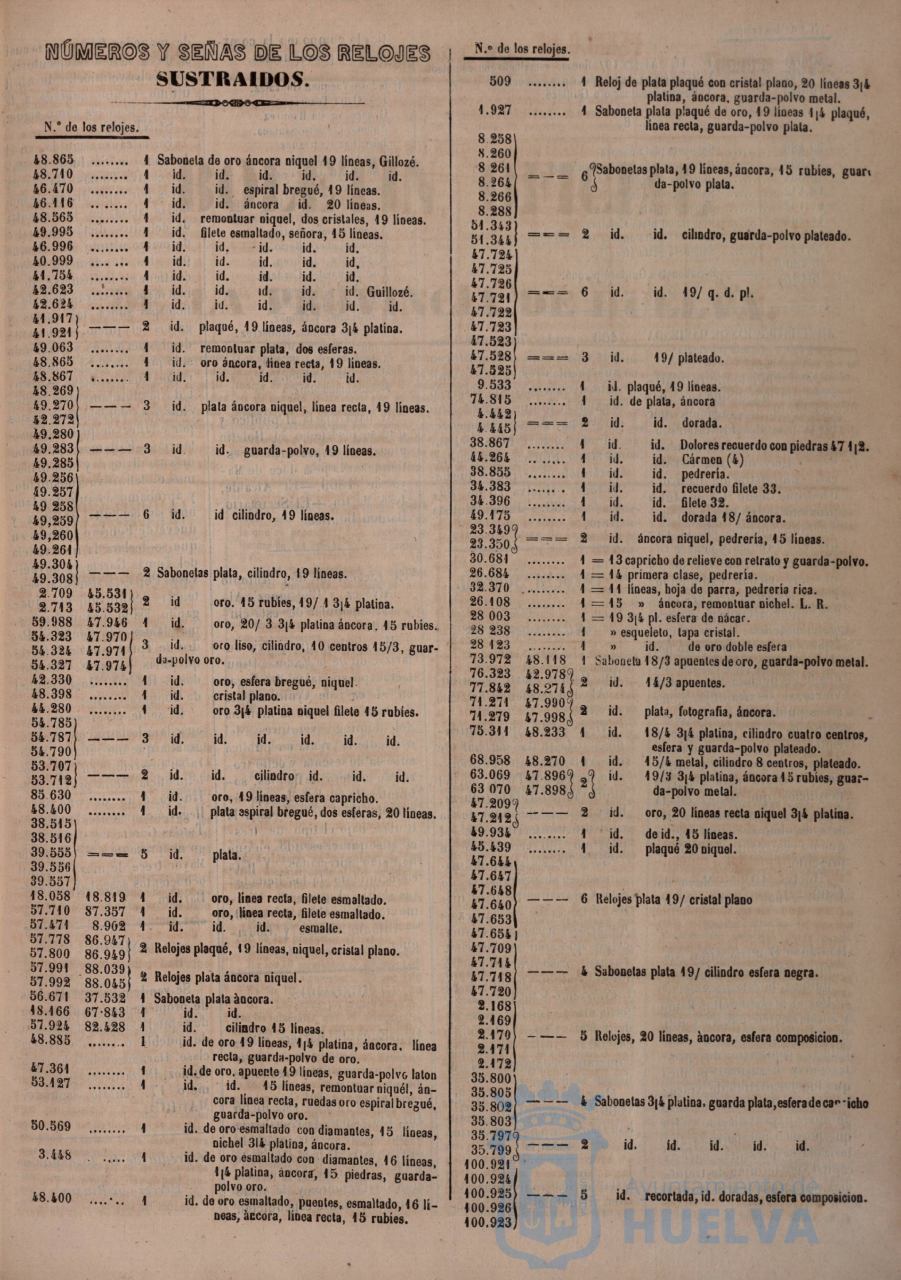 NÚMEROS Y SEÑAS DE LOS RELOJES
SUSTRAIDOS.
N.º de los relojes.
48.865 ........ 1 Saboneta de oro áncora niquel 19 líneas, Gillozé.
48.710 ........ 1 id. id. id. id. id. id.
46.470 ........ 1 id. id. espiral bregué, 19 líneas.
46.116 ........ 1 id. id. áncora id. 20 líneas.
48.565 ........ 1 id. remontuar niquel, dos cristales, 19 líneas.
49.995 ........ 1 id. filete esmaltado, señora, 15 líneas.
46.996 ........ 1 id. id. id. id. id.
40.999 ........ 1 id. id. id. id. id.
41.754 ........ 1 id. id. id. id. id.
42.623 ........ 1 id. id. id. id. id. Guillozé.
42.624 ........ 1 id. id. id. id. id. id.
41.917
41.921 ——— 2 id. plaqué, 19 líneas, áncora 3¡4 platina.
49.063 ........ 1 id. remontuar plata, dos esferas.
48.865 ........ 1 id. oro áncora, línea recta, 19 líneas.
48.867 ........ 1 id. id. id. id. id.
48.269
49.270 ——— 3 id. plata áncora niquel, línea recta, 19 líneas.
42.272
49.280
49.283 ——— 3 id id. guarda-polvo, 19 líneas.
49.285
49.256
49.257
49 258
49,259 ——— 6 id. id cilindro, 19 líneas.
49,260
49.261
49.304
49.308 ——— 2 Sabonetas plata, cilindro, 19 líneas.
2.709 45.531
2.713 45.532 2 id oro. 15 rubies, 19/ 1 3¡4 platina.
59.988 47.946 1 id. oro, 20/ 3 3¡4 platina áncora. 15 rubies.
54.323 47.970
54.324 47.971 3 id. oro liso, cilindro, 10 centros 15/3, guar-
54.327 47.974 da-polvo oro.
42.330 ........ 1 id. oro, esfera bregué, niquel
48.398 ........ 1 id. cristal plano.
44.280 ........ 1 id. oro 3¡4 platina niquel filete 15 rubíes.
54.785
54.787 ——— 3 id. id. id. id. id. id.
54.790
53.707
53.712 ——— 2 id. id. cilindro id. id. id.
85 630 ........ 1 id. oro, 19 líneas, esfera capricho.
48.400 ........ 1 id. plata espiral bregué, dos esferas, 20 líneas.
38.515
38.516
39.555 === 5 id. plata.
39.556
39.557
18.058 18.819 1 id. oro, línea recta, filete esmaltado.
57.710 87.357 1 id. oro, línea recta, filete esmaltado.
57.471 8.902 1 id. id. id. esmalte.
57.778 86.947
57.800 86.949 2 Relojes plaqué, 19 líneas, niquel, cristal plano.
57.991 88.039
57.992 88.045 2 Relojes plata áncora niquel.
56.671 37.532 1 Saboneta plata àncora.
18.166 67·843 1 id. id.
57.924 82.428 1 id. cilindro 15 líneas.
48.885 ........ 1 id. de oro 19 líneas, 1¡4 platina, áncora. línea
recta, guarda-polvo de oro.
47.361 ........ 1 id. de oro, apuente 19 líneas, guarda-polvo laton
53.127 ........ 1 id. id. 15 líneas, remontuar niquél, án-
cora línea recta, ruedas oro espiral bregué,
guarda-polvo oro.
50.569 ........ 1 id. de oro esmaltado con diamantes, 15 líneas,
nichel 3¡4 platina, áncora.
3.448 ........ 1 id. de oro esmaltado con diamantes, 16 líneas,
1¡4 platina, áncora, 15 piedras, guarda-
polvo oro.
48.400 ........ 1 id. de oro esmaltado, puentes, esmaltado, 16 lí-
neas, àncora, línea recta, 15 rubies.
N.º de los relojes.
509 ........ 1 Reloj de plata plaqué con cristal plano, 20 líneas 3¡4
platina, áncora. guarda-polvo metal.
1.927 ........ 1 Saboneta plata plaqué de oro, 19 líneas 1¡4 plaqué,
línea recta, guarda-polvo plata.
8 258
8.260
8 261 ——— 6 Sabonetas plata, 19 líneas, áncora, 15 rubies, guar
8.264 da-polvo plata.
8.266
8.288
51.343
51.344 === 2 id. id. cilindro, guarda-polvo plateado.
47.724
47.725
47.726
47.721 === 6 id. id. 19/ q. d. pl.
47.722
47.723
47.523
47.528 === 3 id. 19/ plateado.
47.525
9.533 ........ 1 id. plaqué, 19 líneas.
74.815 ........ 1 id. de plata, áncora
4.442
4.445 === 2 id. id. dorada.
38.867 ........ 1 id. id. Dolores recuerdo con piedras 47 1¡2.
44.264 ........ 1 id. id. Cármen (4)
38.855 ........ 1 id. id. pedrería.
34.383 ........ 1 id. id. recuerdo filete 33.
34.396 ........ 1 id. id. filete 32.
49.175 ........ 1 id. id. dorada 18/ áncora.
23.349
23.350 === 2 id. áncora niquel, pedrería, 15 líneas.
30.681 ........ 1 = 13 capricho de relieve con retrato y guarda-polvo.
26.684 ........ 1 = 14 primera clase, pedrería.
32.370 ........ 1 = 11 líneas, hoja de parra, pedrería rica.
26.108 ........ 1 = 15 » áncora, remontuar nichel. L. R.
28 003 ........ 1 = 19 3¡4 pl. esfera de nácar.
28 238 ........ 1 » esqueleto, tapa cristal.
28 123 ........ 1 » id. de oro doble esfera
73.972 48.118 1 Saboneta 18/3 apuentes de oro, guarda-polvo metal.
76.323 42.978
77.842 48.274 2 id. 14/3 apuentes.
71.271 47.990
71.279 47.998 2 id. plata, fotografía, áncora.
75.311 48.233 1 id. 18/4 3¡4 platina, cilindro cuatro centros,
esfera y guarda-polvo plateado.
68.958 48.270 1 id. 15/4 metal, cilindro 8 centros, plateado.
63.069 47.896 2 id. 19/3 3¡4 platina, áncora 15 rubies, guar-
63 070 47.898 da-polvo metal.
47.209
47.212 ——— 2 id. oro, 20 líneas recta niquel 3¡4 platina.
49.934 ........ 1 id. de id., 15 líneas.
45.439 ........ 1 id. plaqué 20 niquel.
47.644
47.647
47.648
47.640 ——— 6 Relojes plata 19/ cristal plano
47.653
47.654
47.709
47.714
47.718 ——— 4 Sabonetas plata 19/ cilindro esfera negra.
47.720
2.168
2.169
2.170 ——— 5 Relojes, 20 líneas, àncora, esfera composicion.
2.171
2.172
35.800
35.805
35.802 ——— 4 Sabonetas 3¡4 platina. guarda plata, esfera de capricho
35.803
35.797
35.799 ——— 2 id. id. id. id. id.
100.921
100.924
100.925 ——— 5 id. recortada, id. doradas, esfera composicion.
100.926
100.923
Ayuntamiento de
HUELVA